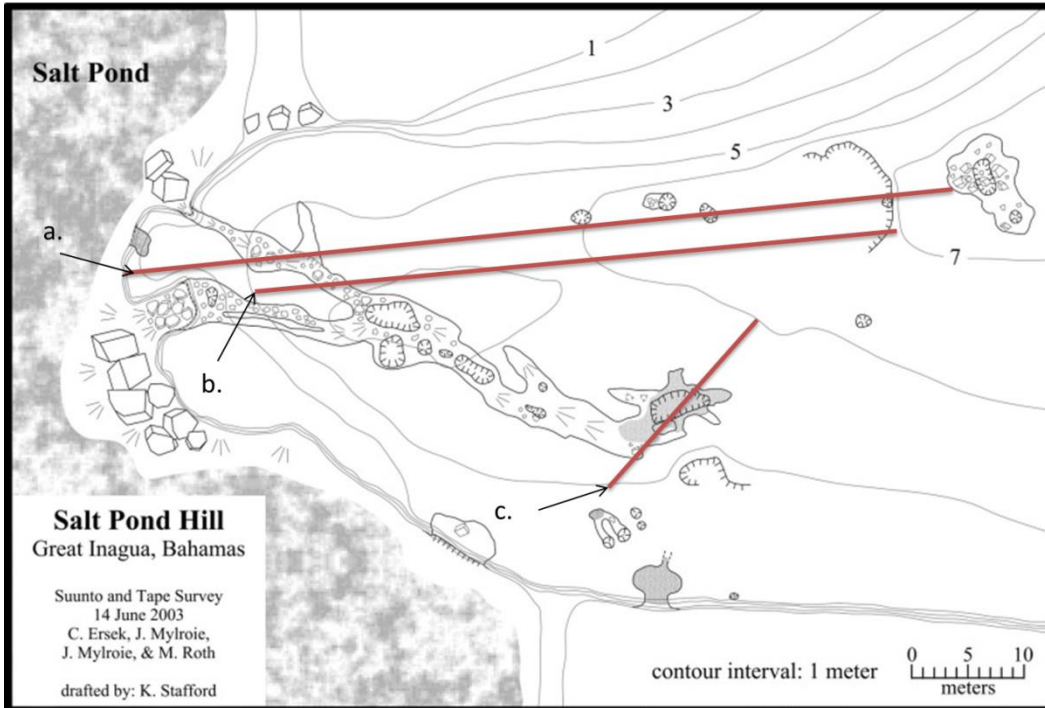 Salt Pond
1
3
5
7
a.
b.
c.
Salt Pond Hill
Great Inagua, Bahamas
Suunto and Tape Survey
14 June 2003
C. Ersek, J. Mylroie,
J. Mylroie, & M. Roth
drafted by: K. Stafford
contour interval: 1 meter
0 5 10
meters